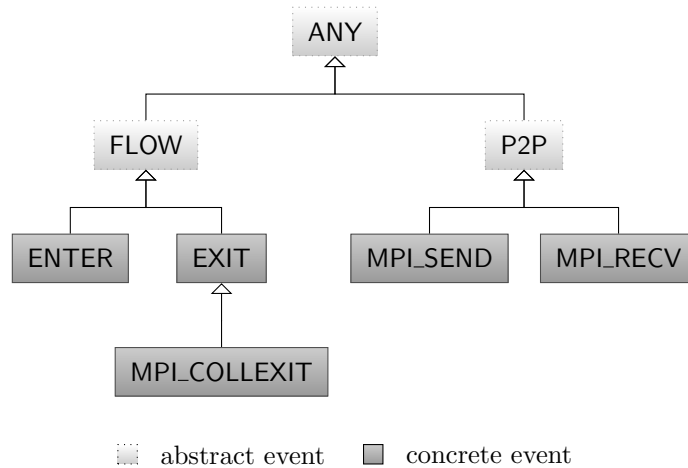 ANY
FLOW P2P
ENTER EXIT MPI_SEND MPI_RECV
MPI_COLLEXIT
abstract event concrete event